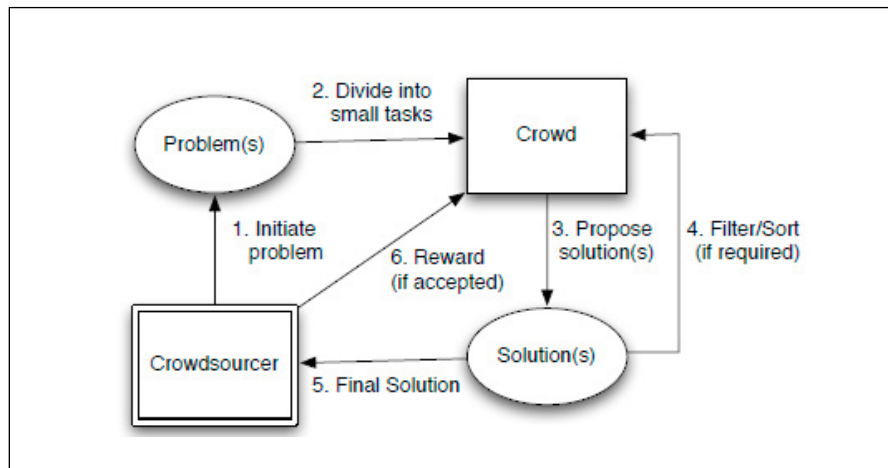 2. Divide into
small tasks
Problem(s)
Crowd
1. Initiate
problem
6. Reward
(if accepted)
3. Propose
solution(s)
4. Filter/Sort
(if required)
Crowdsourcer
5. Final Solution
Solution(s)